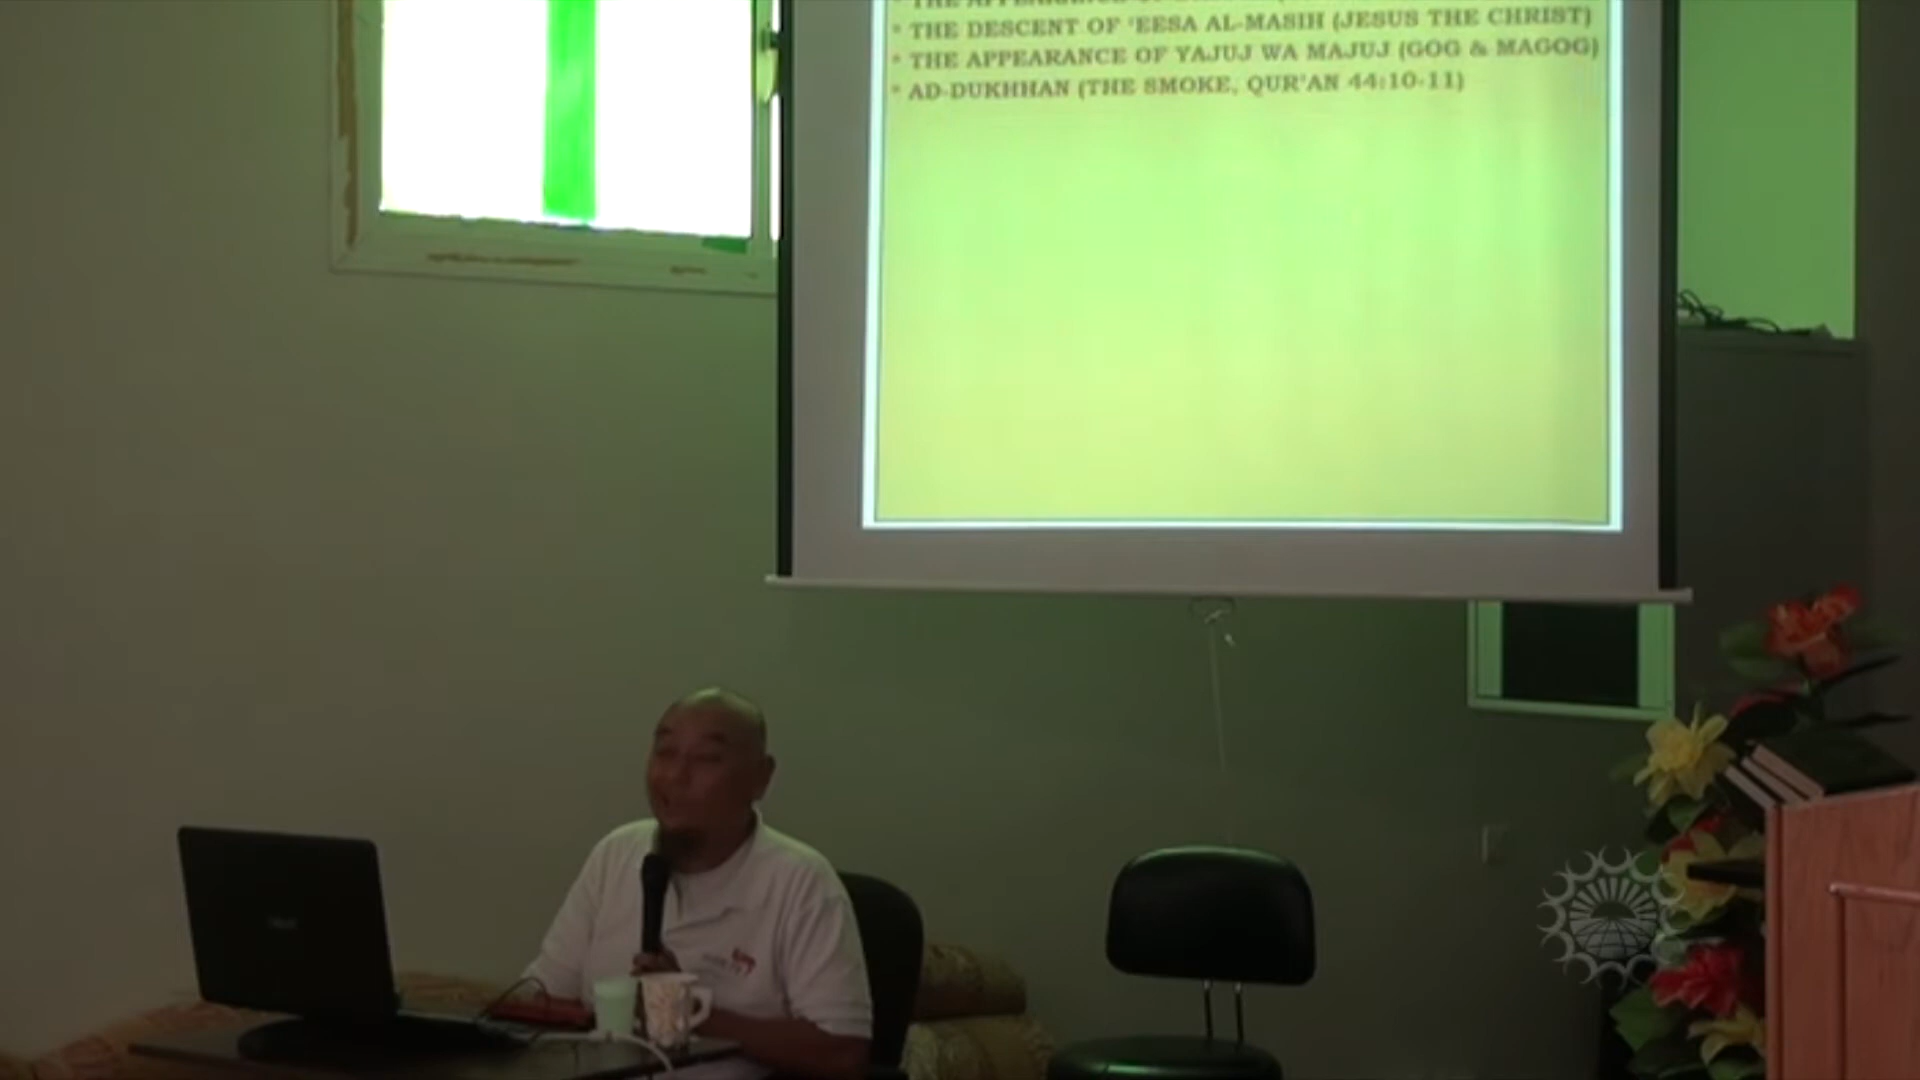 * THE DESCENT OF 'EESA AL-MASIH (JESUS THE CHRIST)
* THE APPEARANCE OF YAJUJ WA MAJUJ (GOG & MAGOG)
* AD-DUKHHAN (THE SMOKE, QUR'AN 44:10-11)